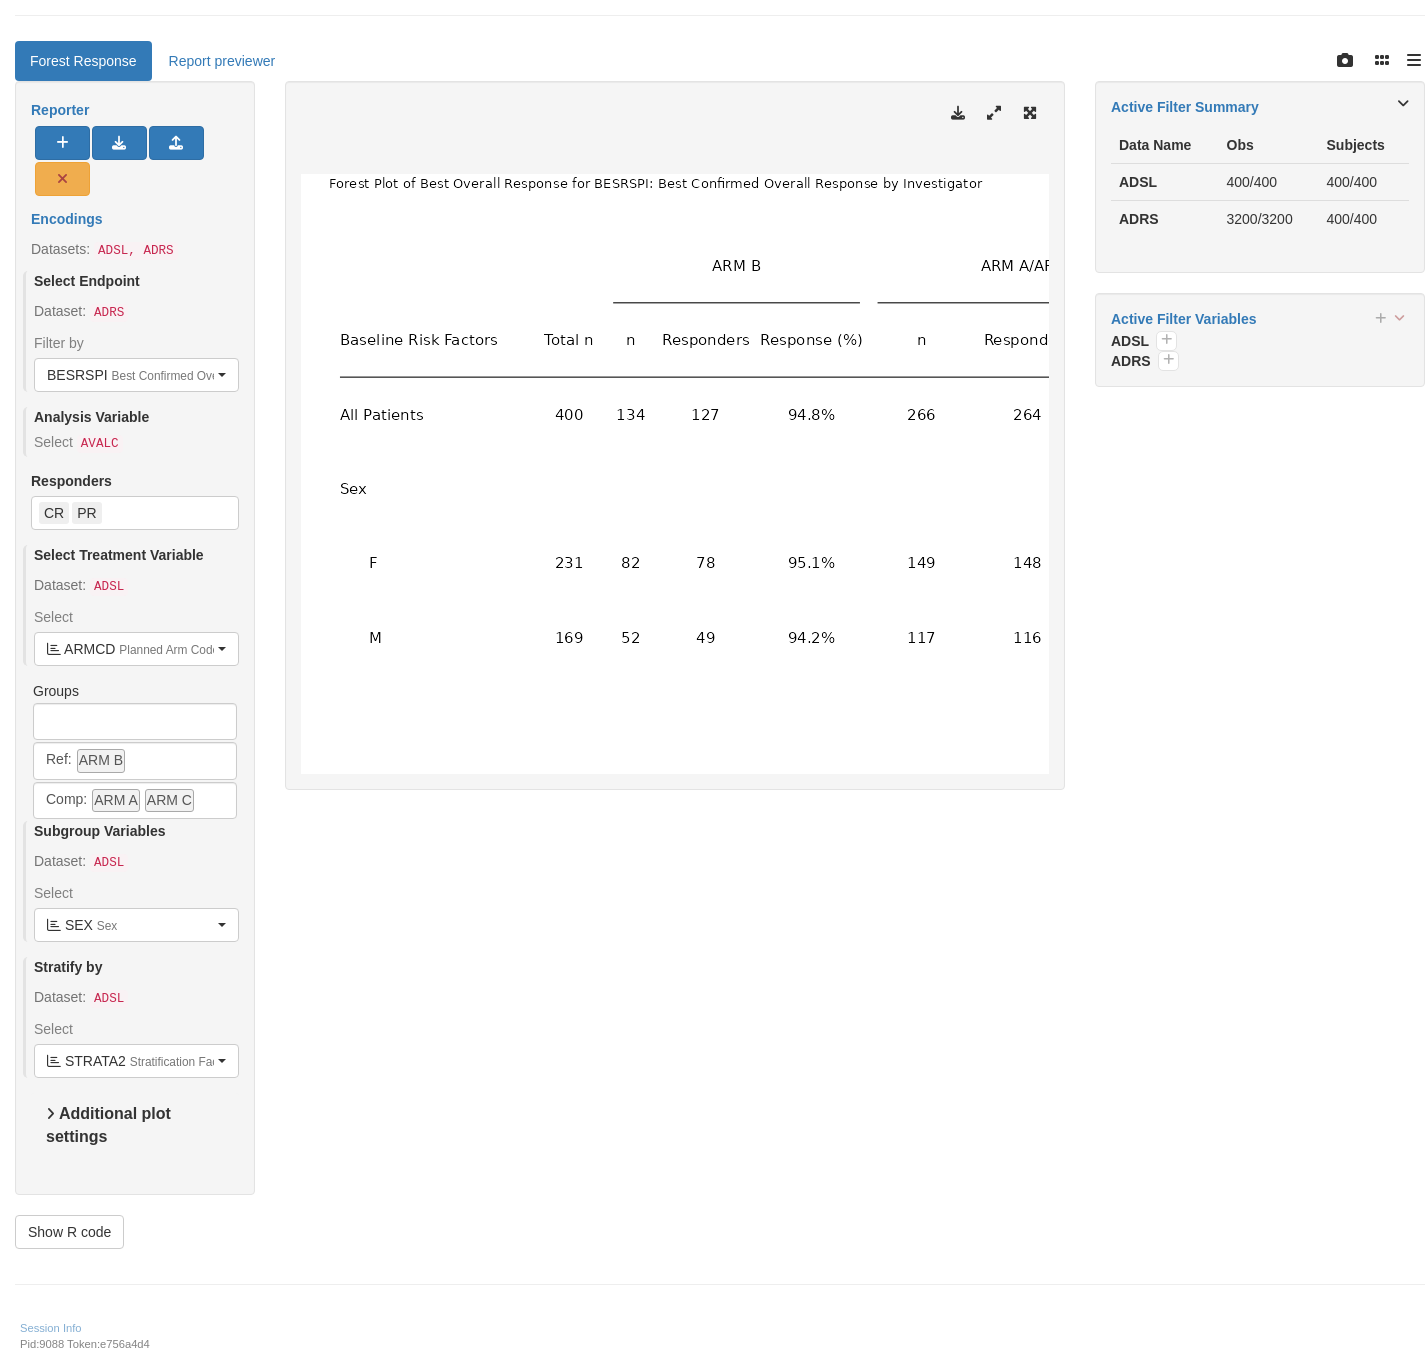 Forest Response
Report previewer
Reporter
Encodings
Datasets: ADSL, ADRS
Select Endpoint
Dataset: ADRS
Filter by
BESRSPI Best Confirmed Ove
Analysis Variable
Select AVALC
Responders
CR PR
Select Treatment Variable
Dataset: ADSL
Select
ARMCD Planned Arm Code
Groups
Ref: ARM B
Comp: ARM A ARM C
Subgroup Variables
Dataset: ADSL
Select
SEX Sex
Stratify by
Dataset: ADSL
Select
STRATA2 Stratification Fac
Additional plot
settings
Show R code
Forest Plot of Best Overall Response for BESRSPI: Best Confirmed Overall Response by Investigator
ARM B ARM A/AR
Baseline Risk Factors Total n n Responders Response (%) n Respond
All Patients 400 134 127 94.8% 266 264
Sex
F 231 82 78 95.1% 149 148
M 169 52 49 94.2% 117 116
Active Filter Summary
Data Name Obs Subjects
ADSL 400/400 400/400
ADRS 3200/3200 400/400
Active Filter Variables
ADSL
ADRS
Session Info
Pid:9088 Token:e756a4d4